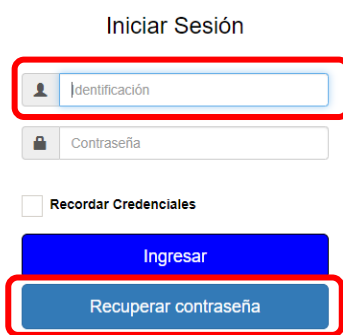 Iniciar Sesión
Identificación
Contraseña
Recordar Credenciales
Ingresar
Recuperar contraseña